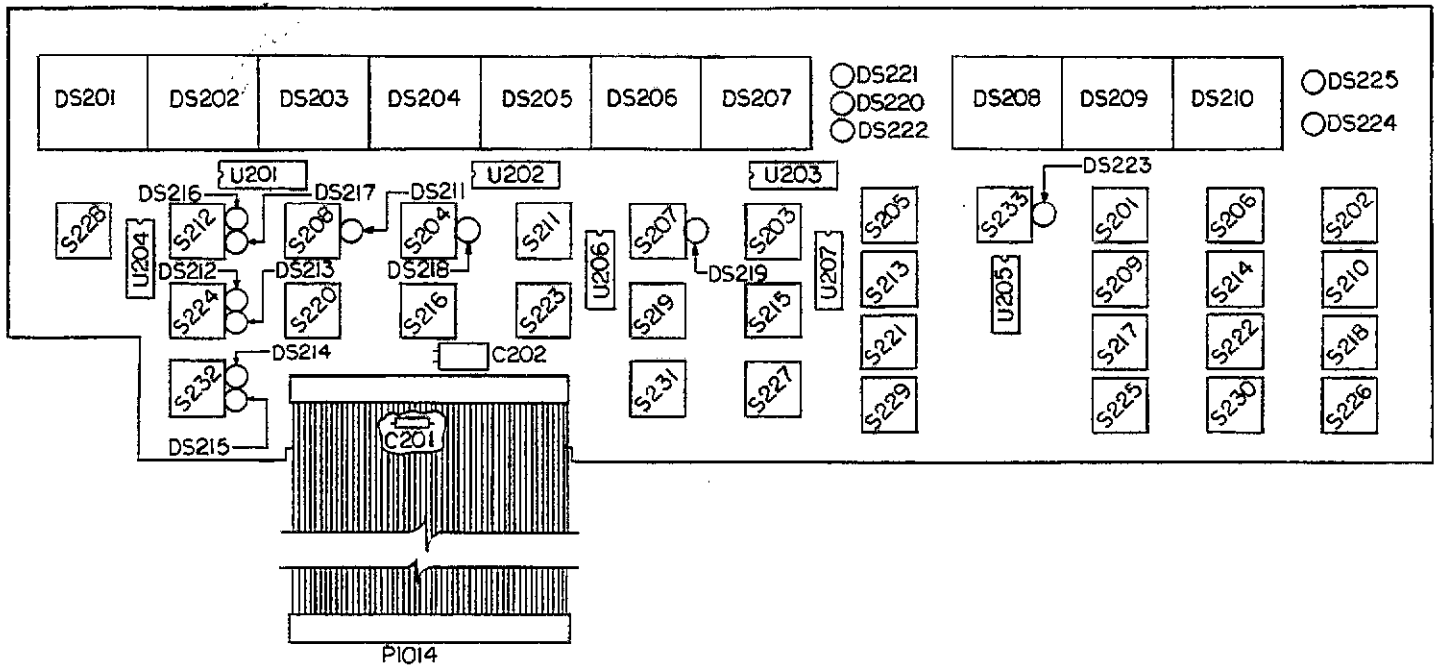 DS201 DS202 DS203 DS204 DS205 DS206 DS207 DS221 DS208 DS209 DS210 DS225
DS220
DS222 DS224
U201 U202 U203 DS223
DS216 DS217 DS211
S228 S212 S208 S204 S211 S207 S203 S205 S233 S201 S206 S202
U204 U206 U207 U205
DS212 DS213 DS218 DS219 S213 S209 S214 S210
S224 S220 S216 S223 S219 S215
S221 S217 S222 S218
DS214 C202
S232 S231 S227 S229 S225 S230 S226
C201
DS215
P1014